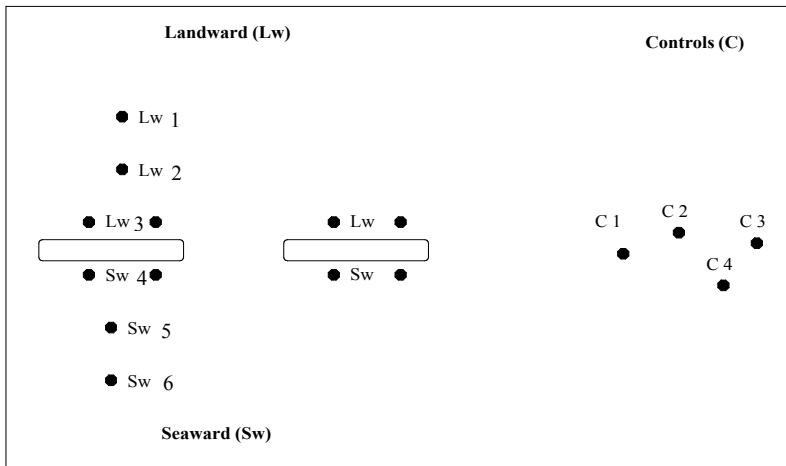 Landward (Lw)
Controls (C)
Lw 1
Lw 2
Lw 3
Lw
C 1
C 2
C 3
Sw 4
Sw
C 4
Sw 5
Sw 6
Seaward (Sw)